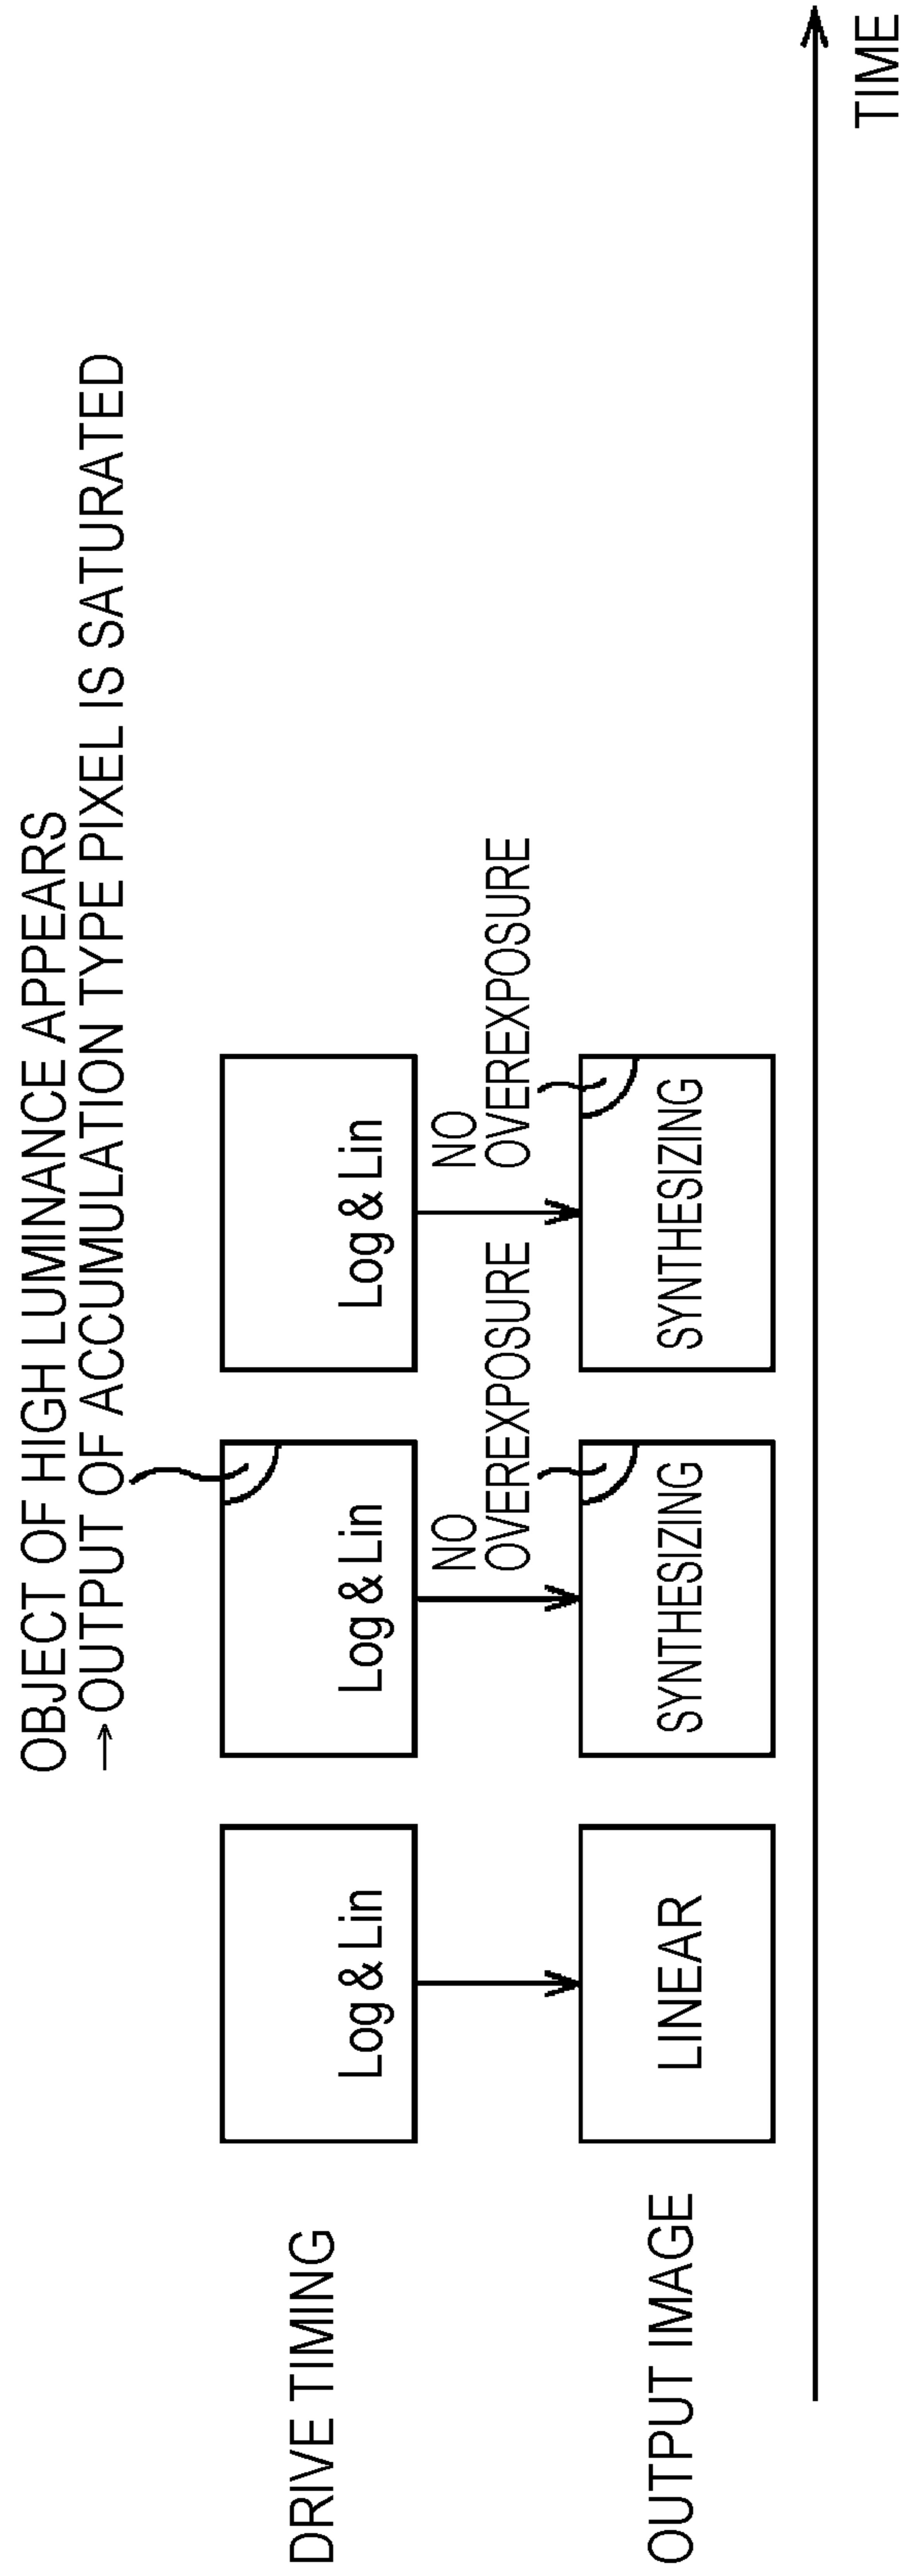 OBJECT OF HIGH LUMINANCE APPEARS
→OUTPUT OF ACCUMULATION TYPE PIXEL IS SATURATED
DRIVE TIMING
Log & Lin
Log & Lin
Log & Lin
NO
OVEREXPOSURE
NO
OVEREXPOSURE
OUTPUT IMAGE
LINEAR
SYNTHESIZING
SYNTHESIZING
TIME